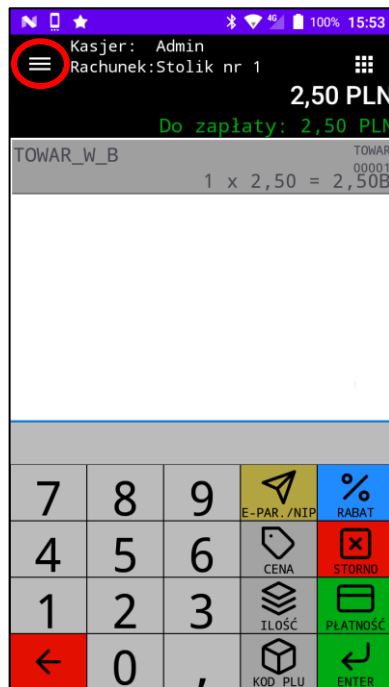 4G 100% 15:53
Kasjer: Admin
Rachunek:Stolik nr 1
2,50 PLN
Do zapłaty: 2,50 PLN
TOWAR_W_B TOWAR
00001
1 x 2,50 = 2,50B
7 8 9 E-PAR./NIP % RABAT
4 5 6 CENA STORNO
1 2 3 ILOŚĆ PŁATNOŚĆ
0 , KOD PLU ENTER